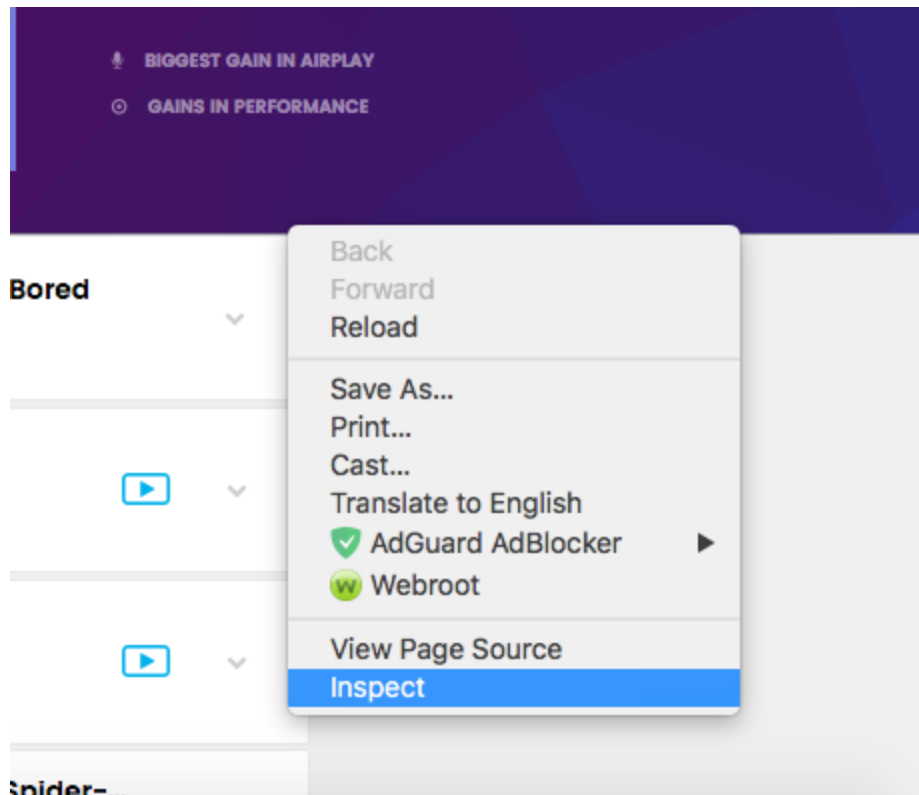 BIGGEST GAIN IN AIRPLAY
GAINS IN PERFORMANCE
Bored
Back
Forward
Reload
Save As...
Print...
Cast...
Translate to English
AdGuard AdBlocker
Webroot
View Page Source
Inspect
Spider-...